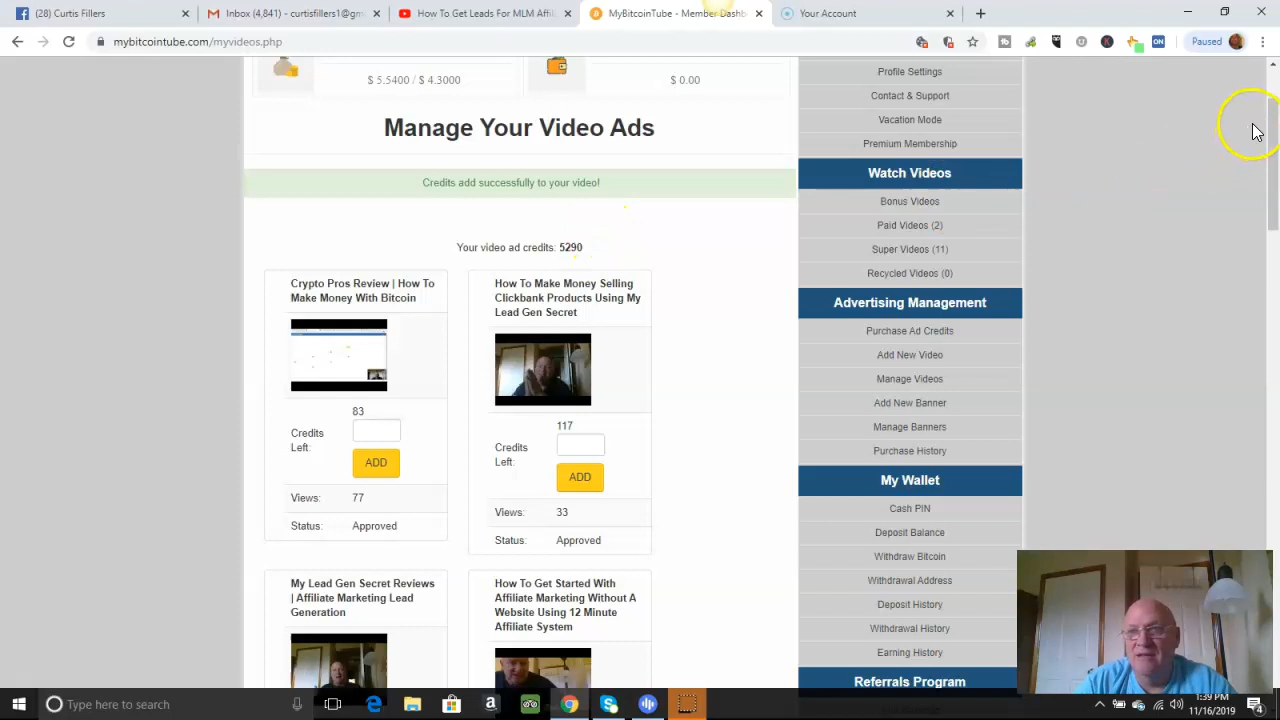 (28) Curtis Fillers
Inbox (4,841) - curtisfillers1@gm
How To Get Leads For MLM Affili
MyBitcoinTube - Member Dashb
Your Account
mybitcointube.com/myvideos.php
ON
Paused
$ 5.5400 / $ 4.3000
$ 0.00
Manage Your Video Ads
Credits add successfully to your video!
Your video ad credits: 5290
Crypto Pros Review | How To
Make Money With Bitcoin
83
Credits
Left:
ADD
Views: 77
Status: Approved
How To Make Money Selling
Clickbank Products Using My
Lead Gen Secret
117
Credits
Left:
ADD
Views: 33
Status: Approved
My Lead Gen Secret Reviews
| Affiliate Marketing Lead
Generation
How To Get Started With
Affiliate Marketing Without A
Website Using 12 Minute
Affiliate System
Profile Settings
Contact & Support
Vacation Mode
Premium Membership
Watch Videos
Bonus Videos
Paid Videos (2)
Super Videos (11)
Recycled Videos (0)
Advertising Management
Purchase Ad Credits
Add New Video
Manage Videos
Add New Banner
Manage Banners
Purchase History
My Wallet
Cash PIN
Deposit Balance
Withdraw Bitcoin
Withdrawal Address
Deposit History
Withdrawal History
Earning History
Referrals Program
Type here to search
1:39 PM
11/16/2019